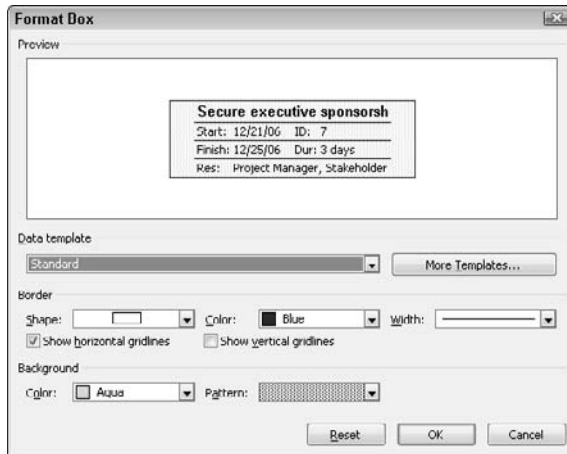 Format Box
Preview
Secure executive sponsorsh
Start: 12/21/06 ID: 7
Finish: 12/25/06 Dur: 3 days
Res: Project Manager, Stakeholder
Data template
Standard
More Templates...
Border
Shape: Color: Blue Width:
Show horizontal gridlines Show vertical gridlines
Background
Color: Aqua Pattern:
Reset OK Cancel